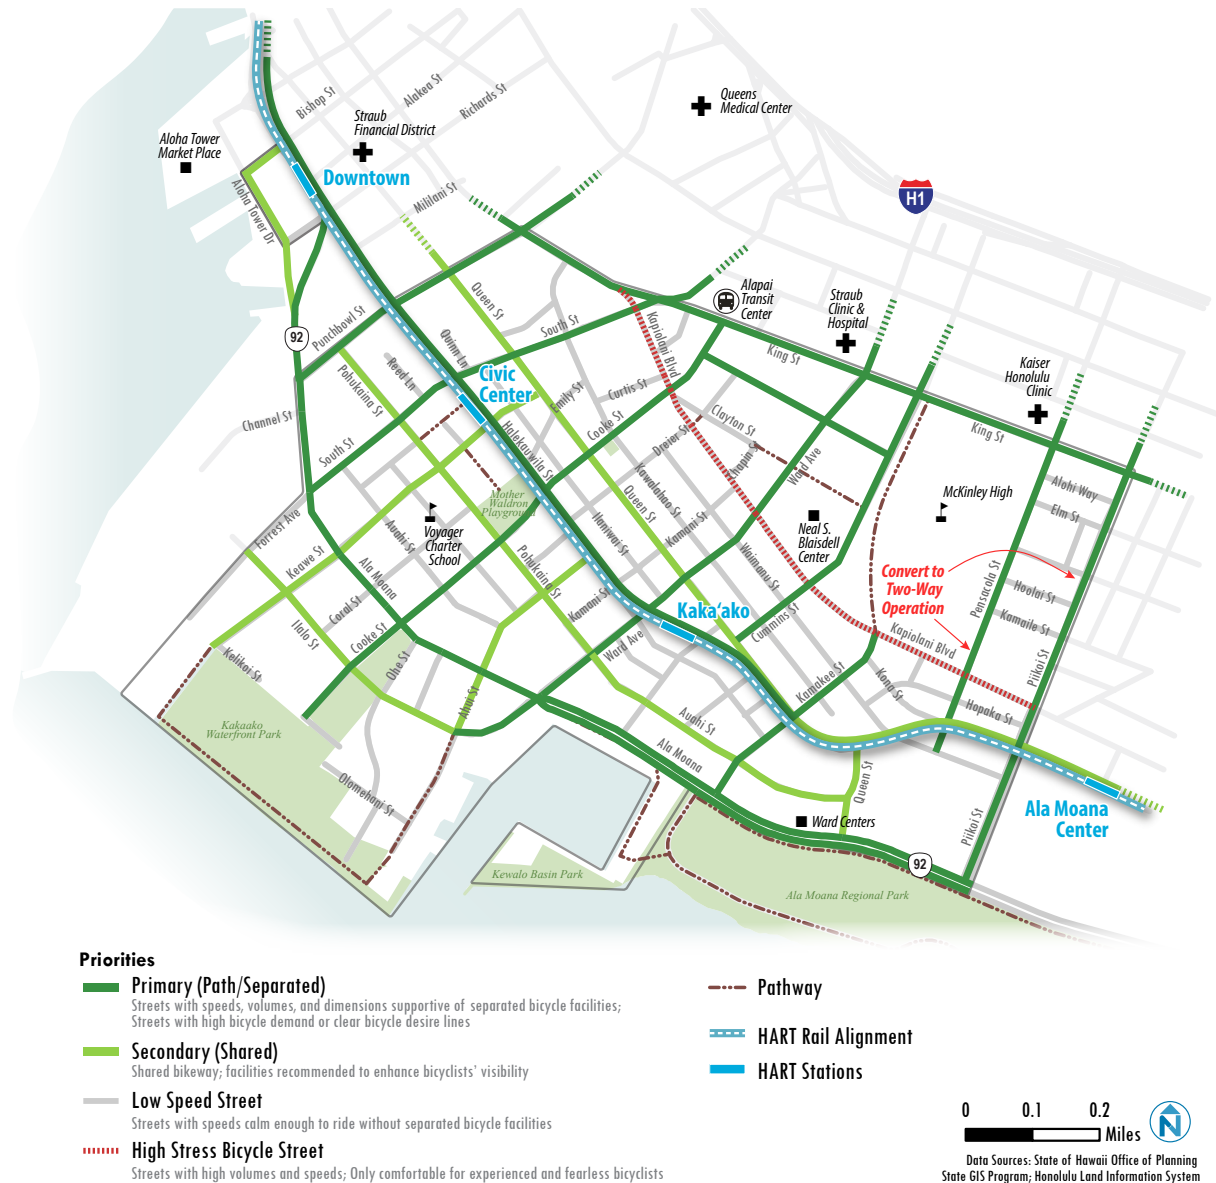 Bishop St
Alakea St
Richards St
Queens
Medical Center
Straub
Financial District
Aloha Tower
Market Place
Downtown
Aloha Tower Dr
Mililani St
H1
Queen St
Alapai
Transit
Center
Straub
Clinic &
Hospital
92
Punchbowl St
Quinn Ln
South St
Kapiolani Blvd
King St
Kaiser
Honolulu
Clinic
Reed Ln
Pohukaina St
Civic
Center
Emily St
Curtis St
Channel St
Cooke St
Clayton St
King St
South St
Halekauwila St
Dreier St
Chapin St
Ward Ave
Kawaiahao St
Alohi Way
Elm St
McKinley High
Mother
Waldron
Playground
Queen St
Forrest Ave
Auahi St
Voyager
Charter
School
Ilaniwai St
Kamani St
Neal S.
Blaisdell
Center
Keawe St
Ala Moana
Pohukaina St
Waimanu St
Convert to
Two-Way
Operation
Pensacola St
Hoolai St
Kamaile St
Coral St
Ilalo St
Cooke St
Kamani St
Kaka'ako
Cummins St
Kapiolani Blvd
Kelikoi St
Ohe St
Ward Ave
Piikoi St
Kamakee St
Kona St
Hopaka St
Kakaako
Waterfront Park
Ahui St
Auahi St
Ala Moana
Olomehani St
Queen St
Ala Moana
Center
Ward Centers
Piikoi St
92
Kewalo Basin Park
Ala Moana Regional Park
Priorities
Primary (Path/Separated)
Streets with speeds, volumes, and dimensions supportive of separated bicycle facilities;
Streets with high bicycle demand or clear bicycle desire lines
Secondary (Shared)
Shared bikeway; facilities recommended to enhance bicyclists' visibility
Low Speed Street
Streets with speeds calm enough to ride without separated bicycle facilities
High Stress Bicycle Street
Streets with high volumes and speeds; Only comfortable for experienced and fearless bicyclists
Pathway
HART Rail Alignment
HART Stations
0 0.1 0.2
Miles
N
Data Sources: State of Hawaii Office of Planning
State GIS Program; Honolulu Land Information System